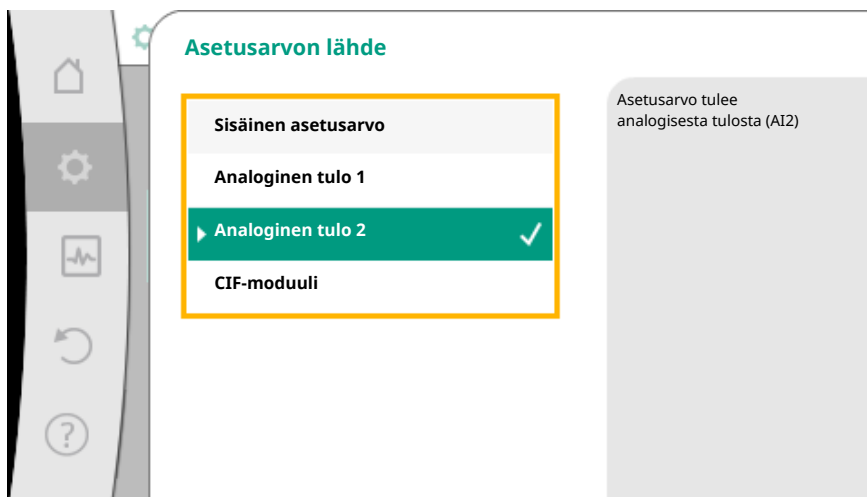 Asetusarvon lähde
Sisäinen asetusarvo
Analoginen tulo 1
Analoginen tulo 2
CIF-moduuli
Asetusarvo tulee
analogisesta tulosta (AI2)
?